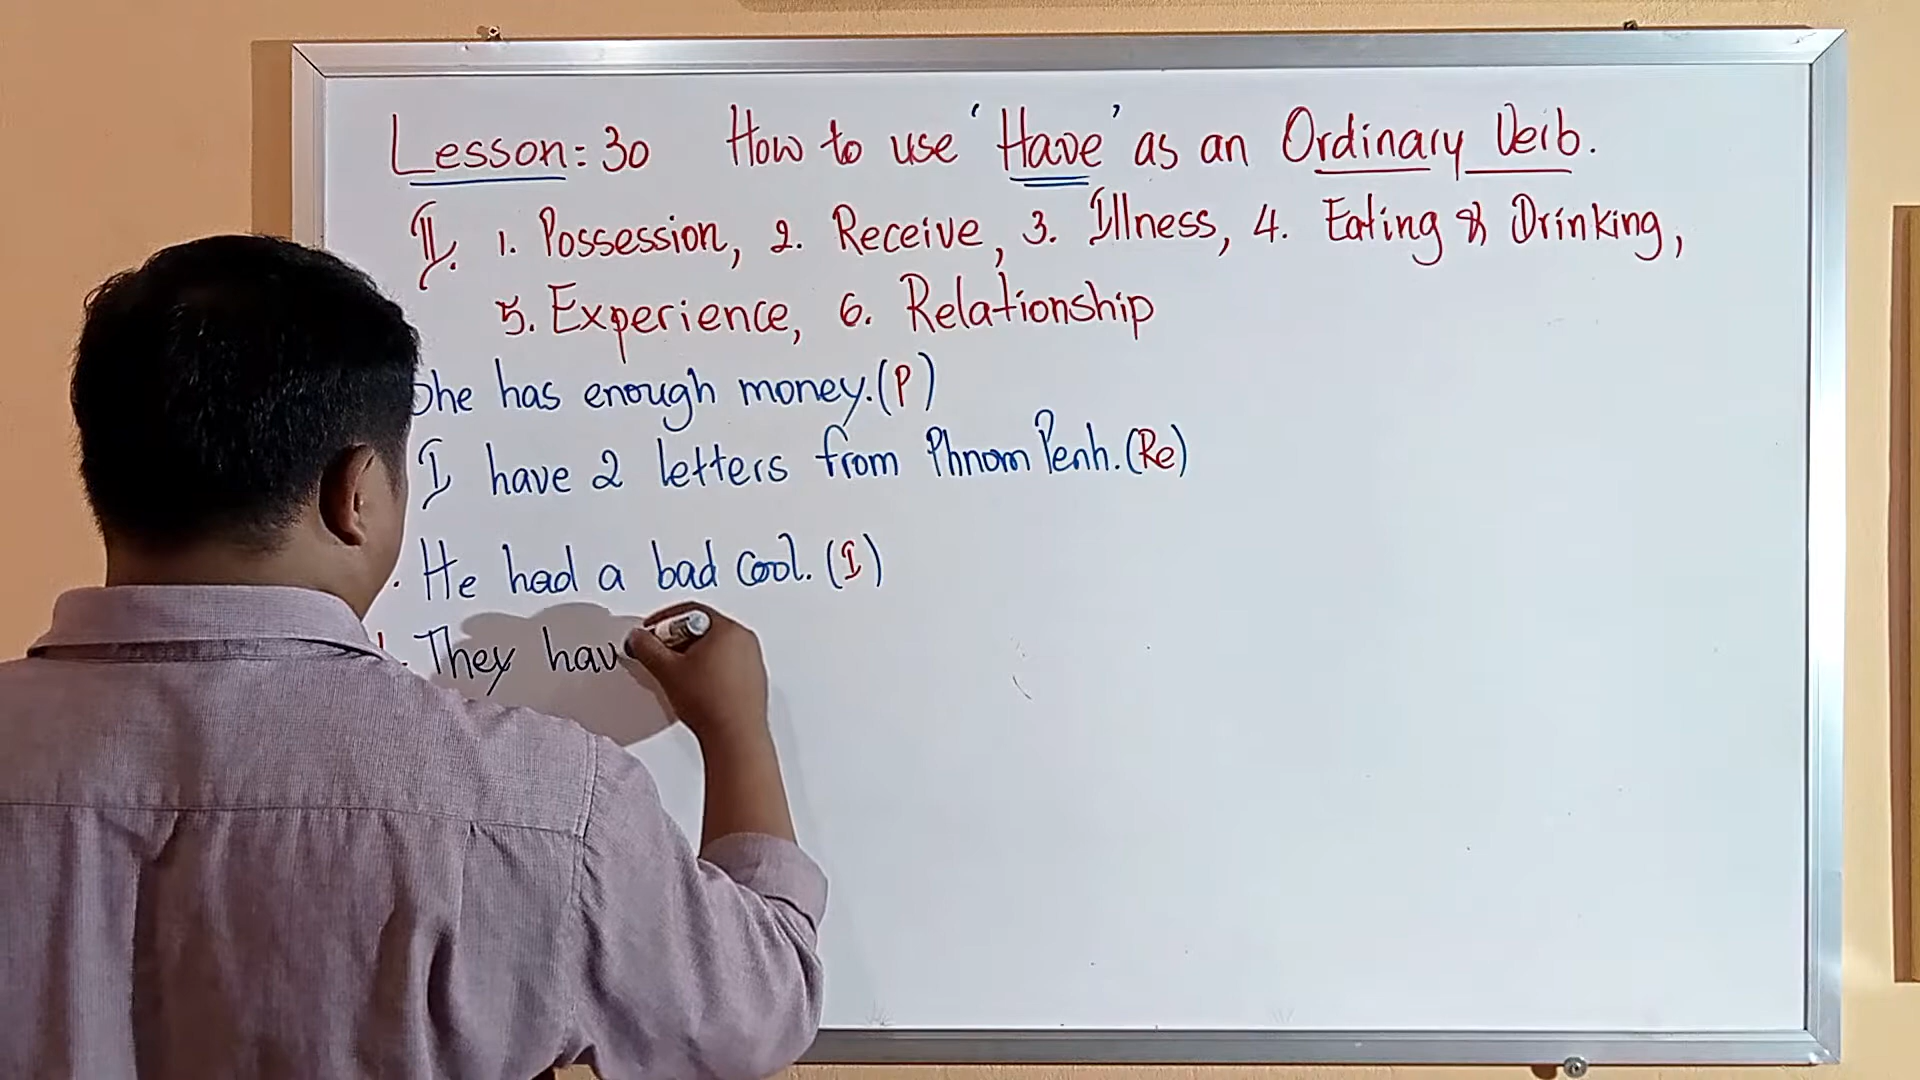 Lesson: 30 How to use 'Have' as an Ordinary Verb.
II. 1. Possession, 2. Receive, 3. Illness, 4. Eating & Drinking,
5. Experience, 6. Relationship
She has enough money. (P)
I have 2 letters from Phnom Penh. (Re)
. He had a bad cool. (I)
. They hav